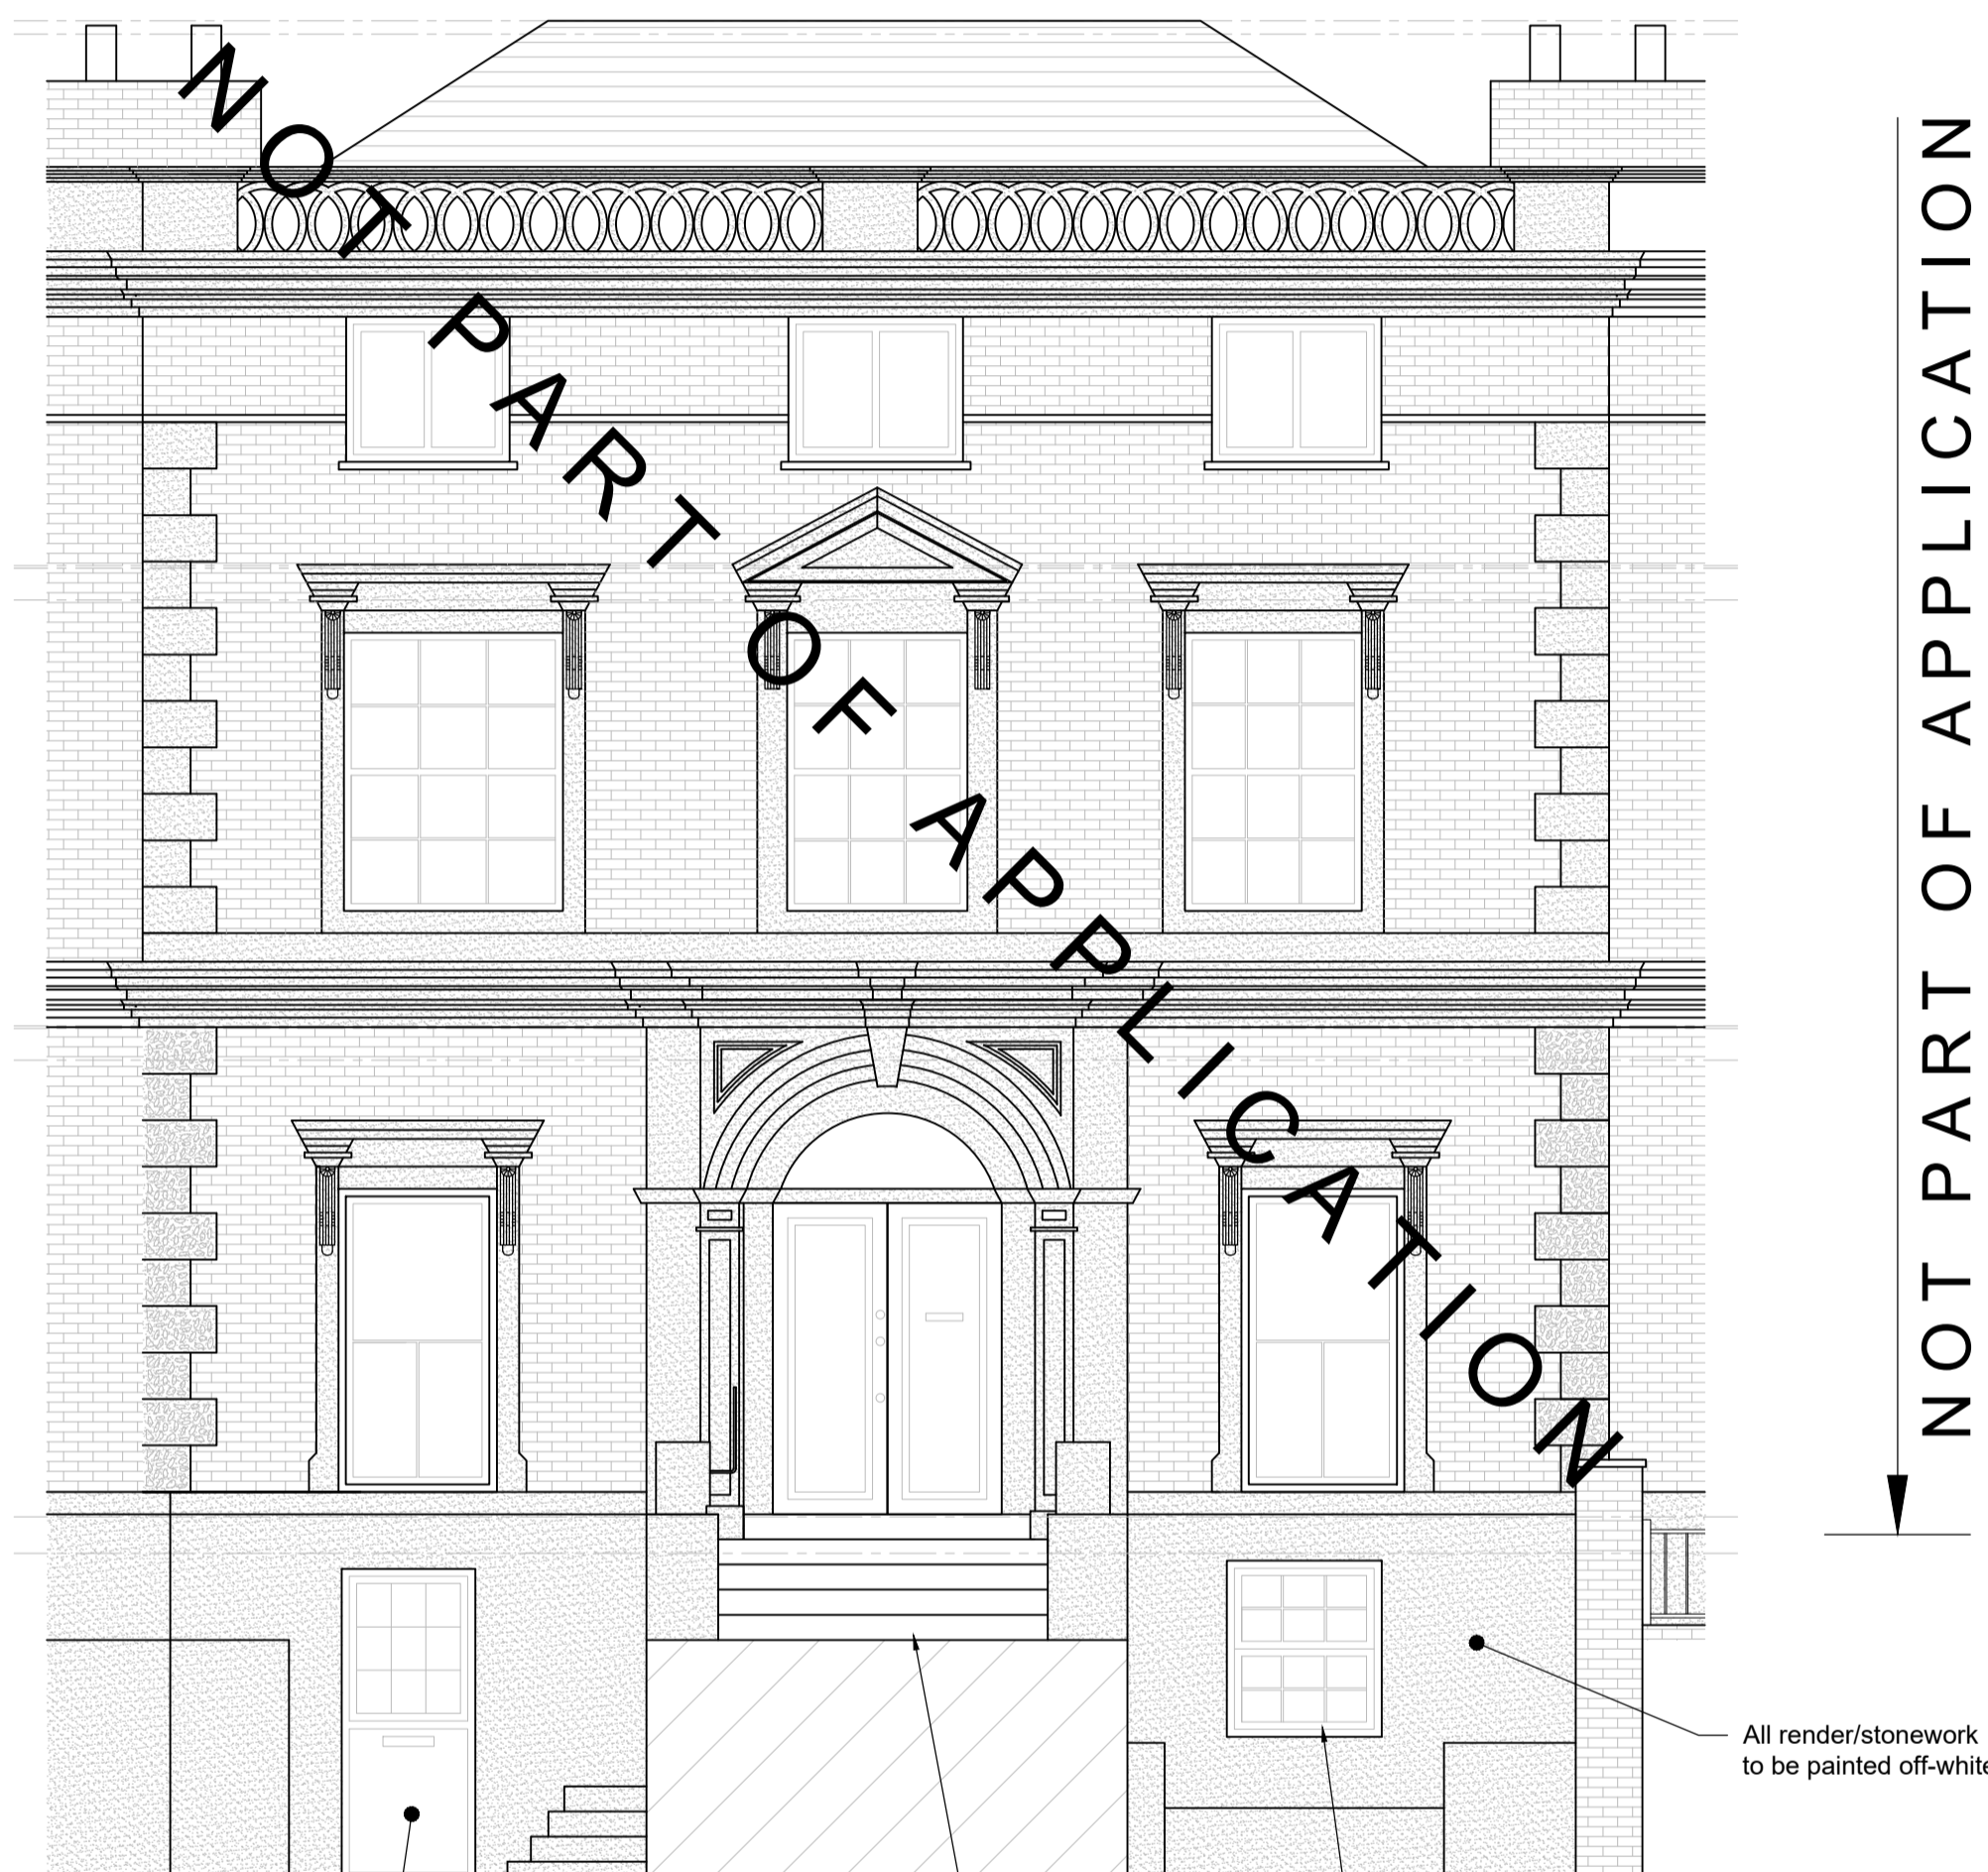 NOT PART OF APPLICATION
NOT PART OF APPLICATION
All render/stonework
to be painted off-white